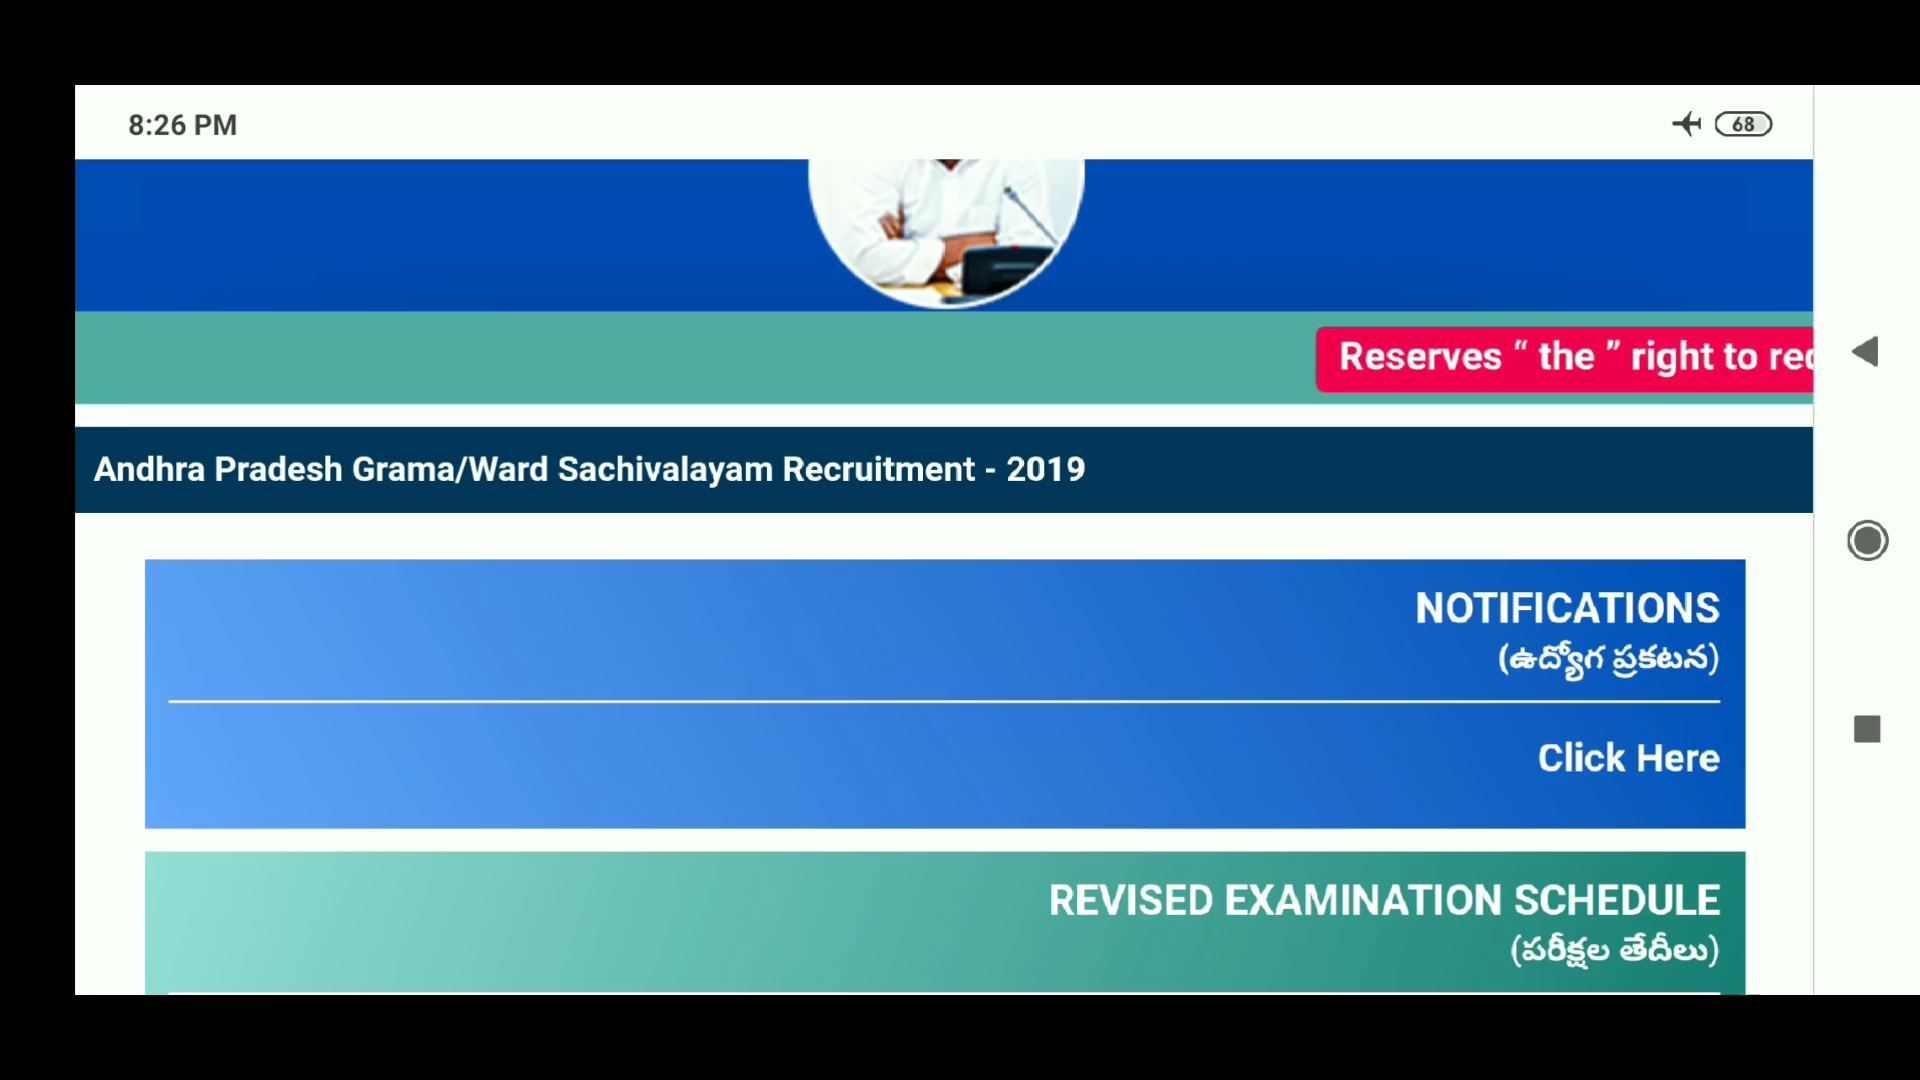 8:26 PM
68
Reserves “ the ” right to
Andhra Pradesh Grama/Ward Sachivalayam Recruitment - 2019
NOTIFICATIONS
(ఉద్యోగ ప్రకటన)
Click Here
REVISED EXAMINATION SCHEDULE
(పరీక్షల తేదీలు)